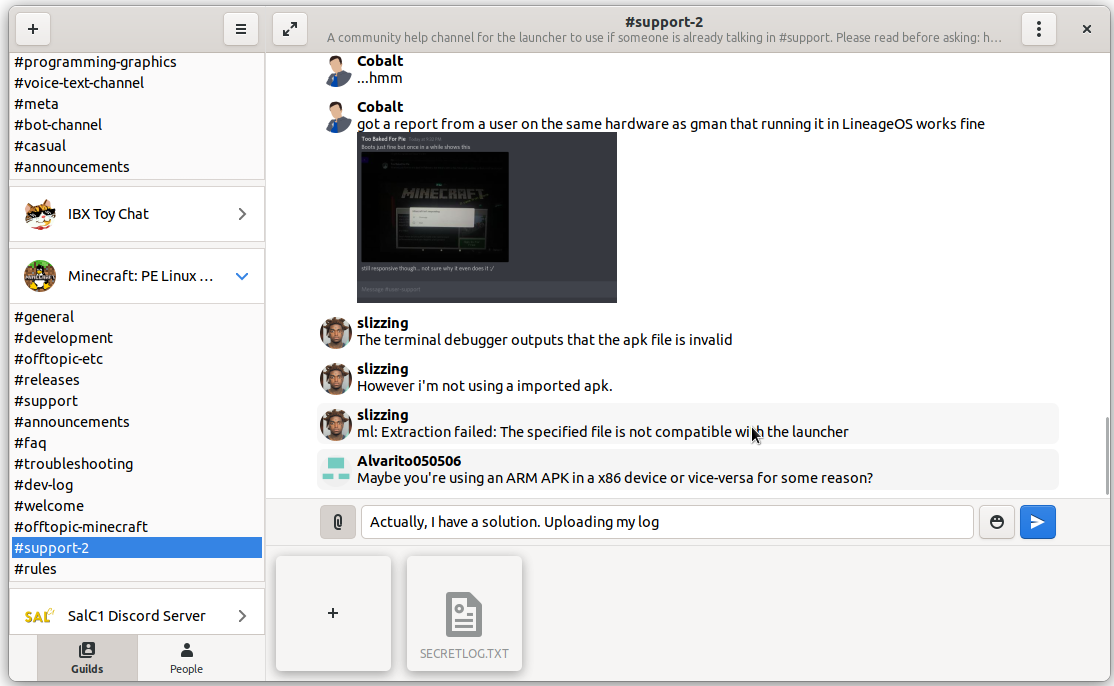 #support-2
A community help channel for the launcher to use if someone is already talking in #support. Please read before asking: h...
#programming-graphics
#voice-text-channel
#meta
#bot-channel
#casual
#announcements
IBX Toy Chat
Minecraft: PE Linux ...
#general
#development
#offtopic-etc
#releases
#support
#announcements
#faq
#troubleshooting
#dev-log
#welcome
#offtopic-minecraft
#support-2
#rules
SAL
SalC1 Discord Server
Guilds
People
Cobalt
...hmm
Cobalt
got a report from a user on the same hardware as gman that running it in LineageOS works fine
Too Baked For Pie
Boots just fine but once in a while shows this
MINECRAFT
still responsive though... not sure why it even does it :/
Message #user-support
slizzing
The terminal debugger outputs that the apk file is invalid
slizzing
However i'm not using a imported apk.
slizzing
ml: Extraction failed: The specified file is not compatible with the launcher
Alvarito050506
Maybe you're using an ARM APK in a x86 device or vice-versa for some reason?
Actually, I have a solution. Uploading my log
SECRETLOG.TXT